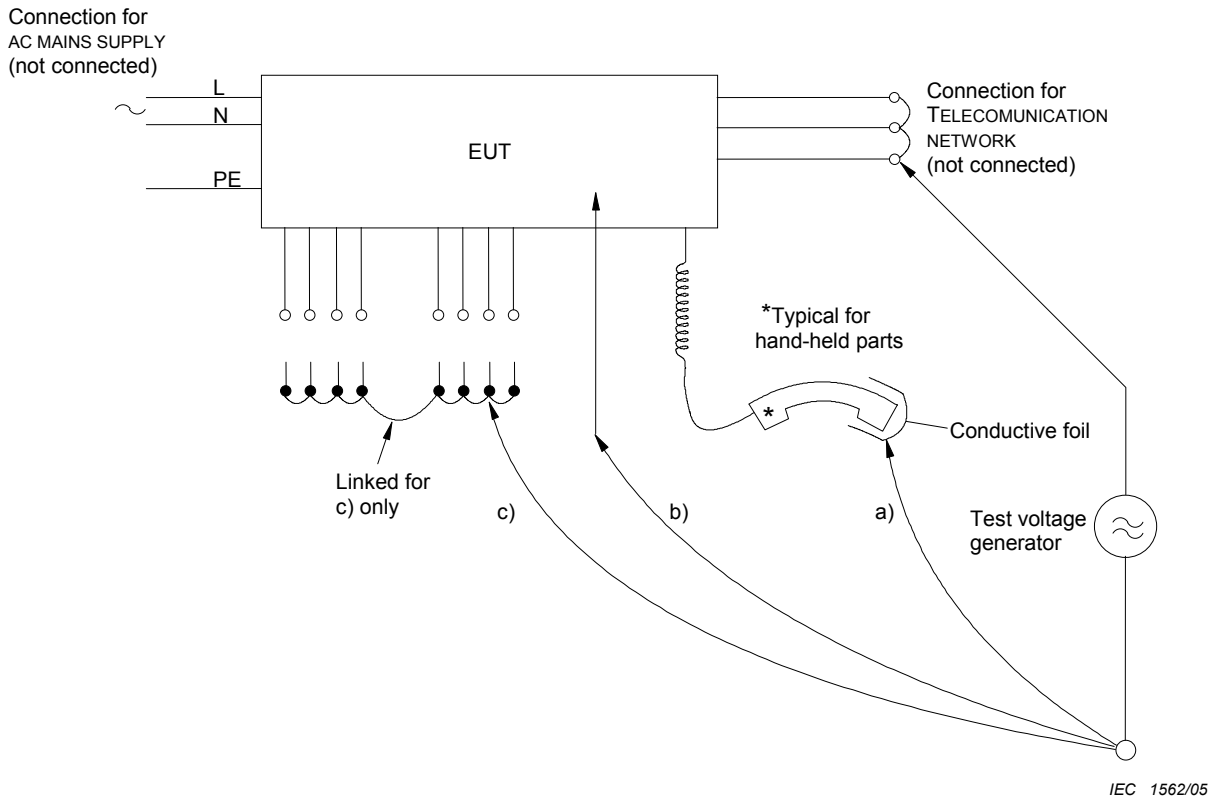 Connection for
AC MAINS SUPPLY
(not connected)
L
N
PE
EUT
Connection for
TELECOMUNICATION
NETWORK
(not connected)
*Typical for
hand-held parts
*
Conductive foil
Linked for
c) only
c)
b)
a)
Test voltage
generator
IEC 1562/05